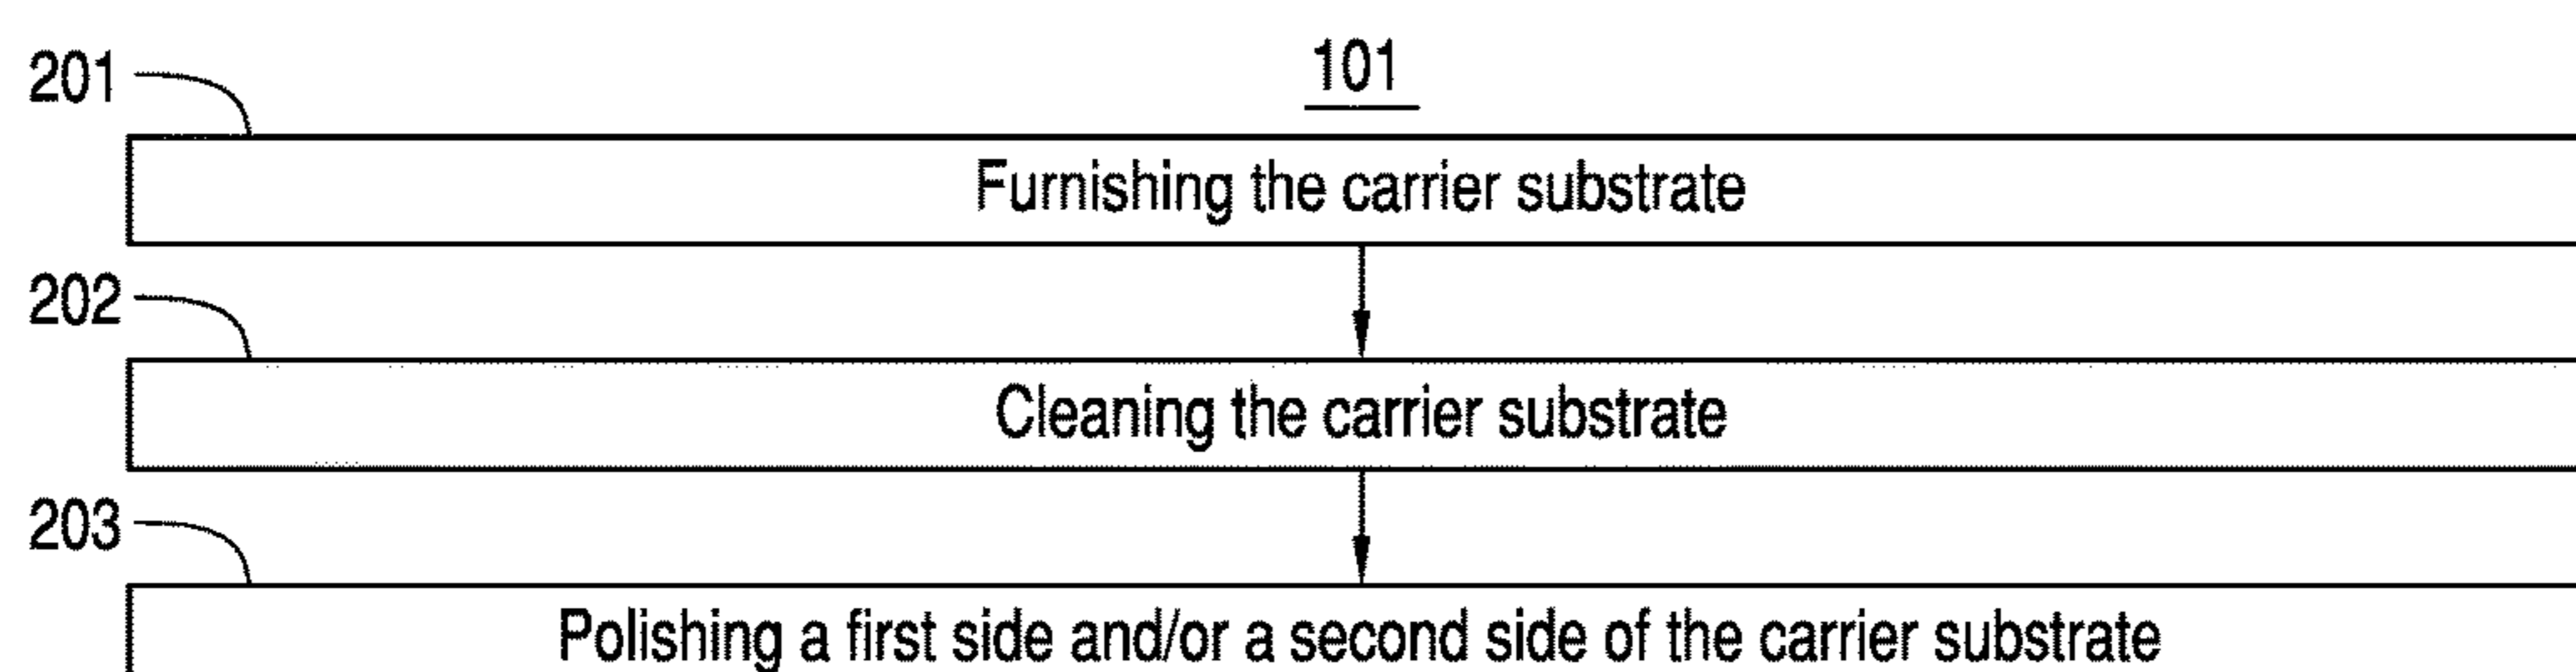 101
201
Furnishing the carrier substrate
202
Cleaning the carrier substrate
203
Polishing a first side and/or a second side of the carrier substrate